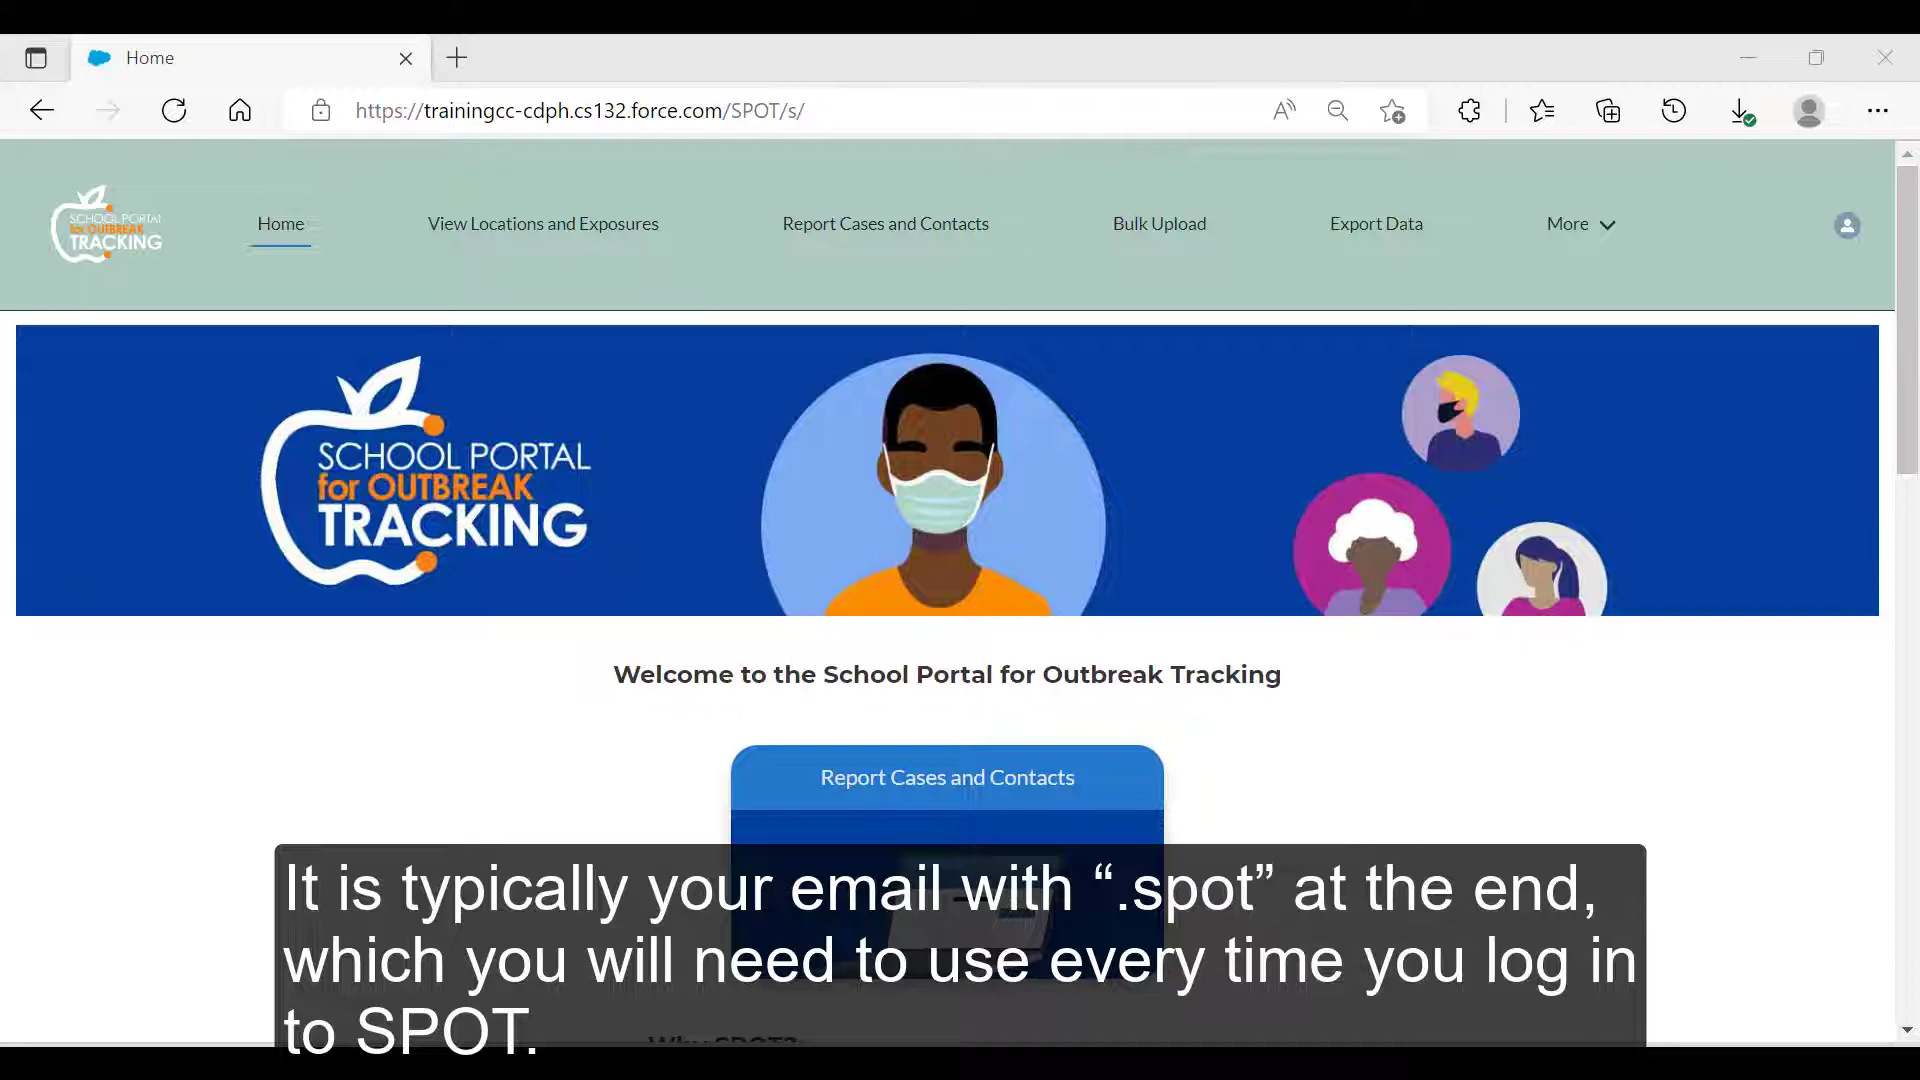 Home
https://trainingcc-cdph.cs132.force.com/SPOT/s/
SCHOOL PORTAL
for OUTBREAK
TRACKING
Home
View Locations and Exposures
Report Cases and Contacts
Bulk Upload
Export Data
More
SCHOOL PORTAL
for OUTBREAK
TRACKING
Welcome to the School Portal for Outbreak Tracking
Report Cases and Contacts
It is typically your email with “.spot” at the end,
which you will need to use every time you log in
to SPOT.
Why SPOT?